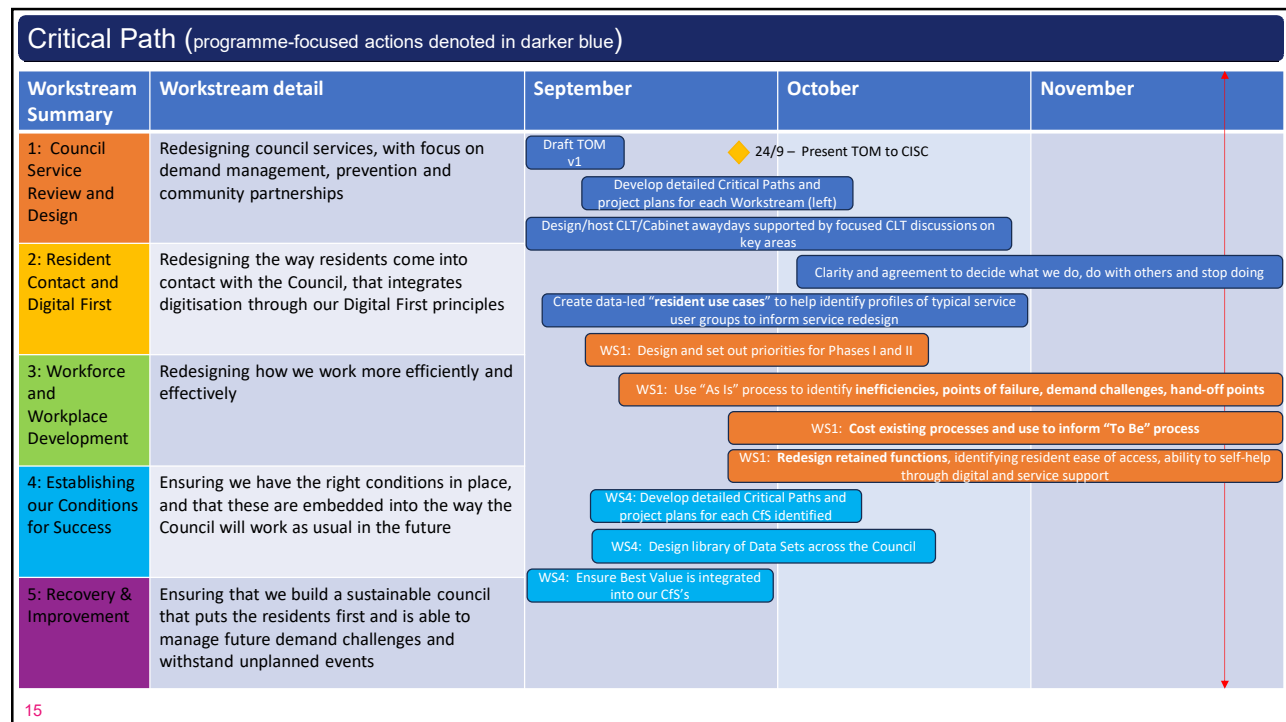 Critical Path (programme-focused actions denoted in darker blue)
Workstream
Summary
Workstream detail
September
October
November
1: Council
Service
Review and
Design
Redesigning council services, with focus on
demand management, prevention and
community partnerships
2: Resident
Contact and
Digital First
Redesigning the way residents come into
contact with the Council, that integrates
digitisation through our Digital First principles
3: Workforce
and
Workplace
Development
Redesigning how we work more efficiently and
effectively
4: Establishing
our Conditions
for Success
Ensuring we have the right conditions in place,
and that these are embedded into the way the
Council will work as usual in the future
5: Recovery &
Improvement
Ensuring that we build a sustainable council
that puts the residents first and is able to
manage future demand challenges and
withstand unplanned events
Draft TOM
v1
24/9 – Present TOM to CISC
Develop detailed Critical Paths and
project plans for each Workstream (left)
Design/host CLT/Cabinet awaydays supported by focused CLT discussions on
key areas
Clarity and agreement to decide what we do, do with others and stop doing
Create data-led “resident use cases” to help identify profiles of typical service
user groups to inform service redesign
WS1: Design and set out priorities for Phases I and II
WS1: Use “As Is” process to identify inefficiencies, points of failure, demand challenges, hand-off points
WS1: Cost existing processes and use to inform “To Be” process
WS1: Redesign retained functions, identifying resident ease of access, ability to self-help
through digital and service support
WS4: Develop detailed Critical Paths and
project plans for each CfS identified
WS4: Design library of Data Sets across the Council
WS4: Ensure Best Value is integrated
into our CfS's
15